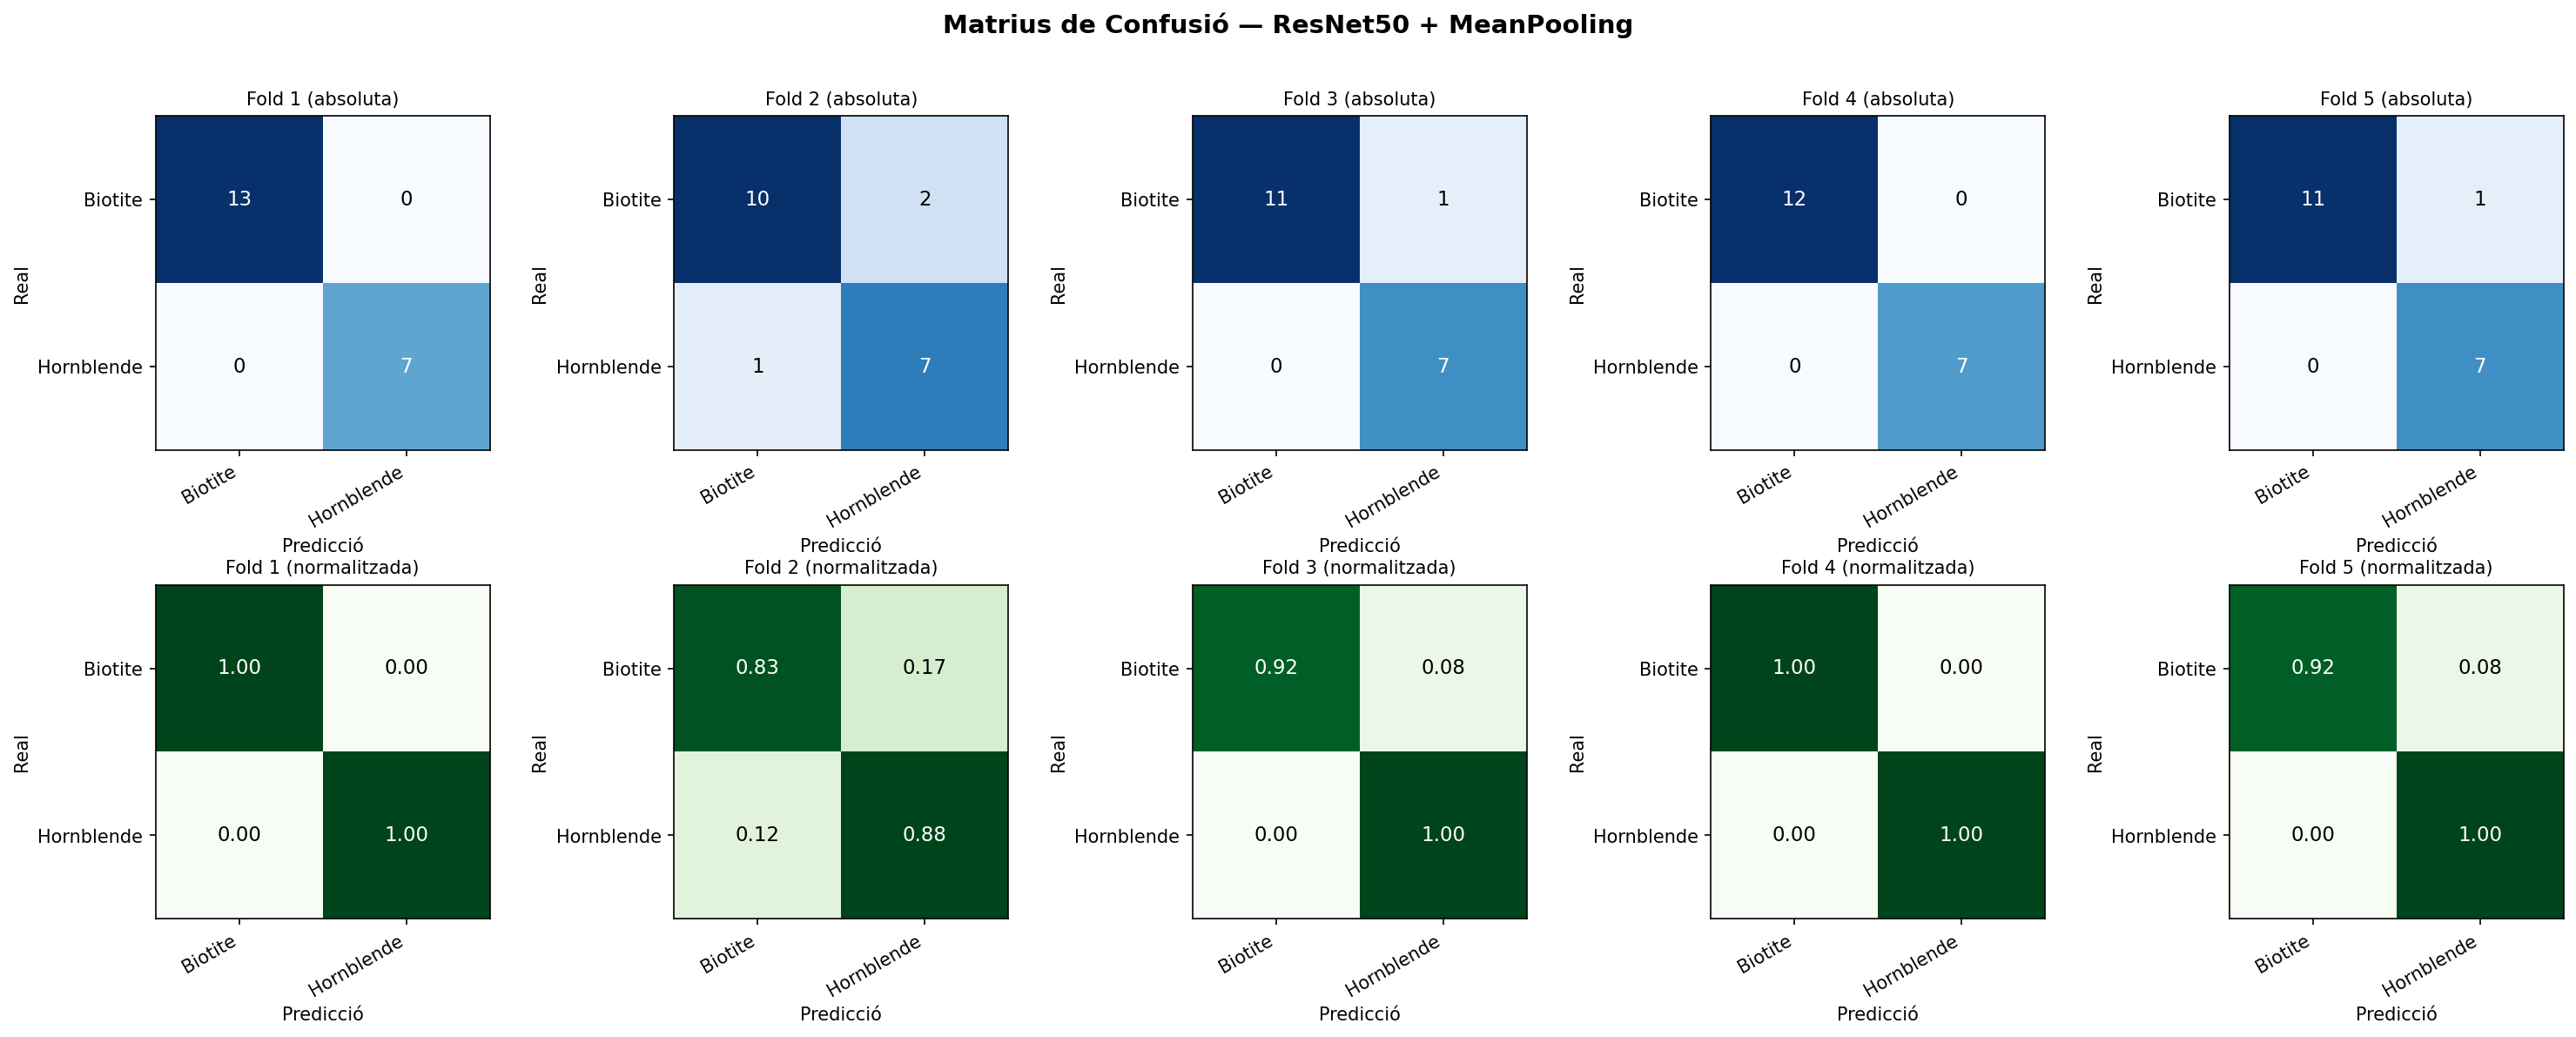 Matrius de Confusió — ResNet50 + MeanPooling
Fold 1 (absoluta)
Real
Biotite
Hornblende
13
0
0
7
Biotite
Hornblende
Predicció
Fold 2 (absoluta)
Real
Biotite
Hornblende
10
2
1
7
Biotite
Hornblende
Predicció
Fold 3 (absoluta)
Real
Biotite
Hornblende
11
1
0
7
Biotite
Hornblende
Predicció
Fold 4 (absoluta)
Real
Biotite
Hornblende
12
0
0
7
Biotite
Hornblende
Predicció
Fold 5 (absoluta)
Real
Biotite
Hornblende
11
1
0
7
Biotite
Hornblende
Predicció
Fold 1 (normalitzada)
Real
Biotite
Hornblende
1.00
0.00
0.00
1.00
Biotite
Hornblende
Predicció
Fold 2 (normalitzada)
Real
Biotite
Hornblende
0.83
0.17
0.12
0.88
Biotite
Hornblende
Predicció
Fold 3 (normalitzada)
Real
Biotite
Hornblende
0.92
0.08
0.00
1.00
Biotite
Hornblende
Predicció
Fold 4 (normalitzada)
Real
Biotite
Hornblende
1.00
0.00
0.00
1.00
Biotite
Hornblende
Predicció
Fold 5 (normalitzada)
Real
Biotite
Hornblende
0.92
0.08
0.00
1.00
Biotite
Hornblende
Predicció